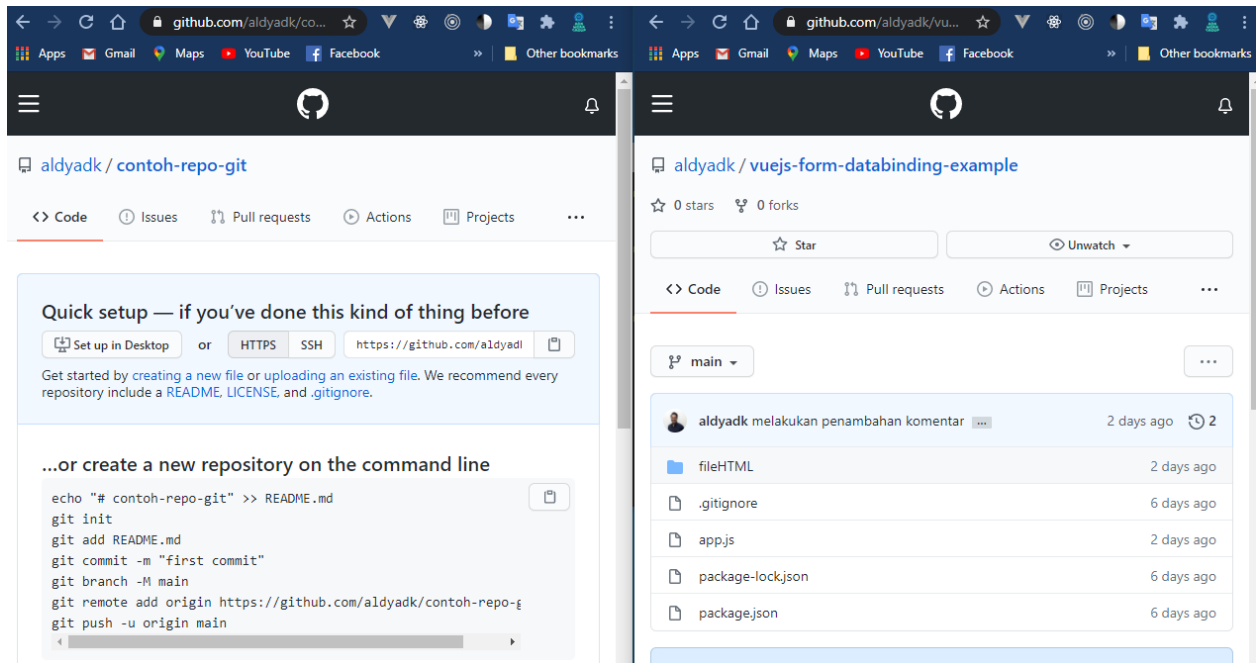 github.com/aldyadk/co...
Apps Gmail Maps YouTube Facebook » Other bookmarks
aldyadk / contoh-repo-git
<> Code Issues Pull requests Actions Projects ...
Quick setup — if you've done this kind of thing before
Set up in Desktop or HTTPS SSH https://github.com/aldyadl
Get started by creating a new file or uploading an existing file. We recommend every
repository include a README, LICENSE, and .gitignore.
...or create a new repository on the command line
echo "# contoh-repo-git" >> README.md
git init
git add README.md
git commit -m "first commit"
git branch -M main
git remote add origin https://github.com/aldyadk/contoh-repo-g
git push -u origin main
github.com/aldyadk/vu...
Apps Gmail Maps YouTube Facebook » Other bookmarks
aldyadk / vuejs-form-databinding-example
0 stars 0 forks
Star Unwatch
<> Code Issues Pull requests Actions Projects ...
main ...
aldyadk melakukan penambahan komentar ... 2 days ago 2
fileHTML 2 days ago
.gitignore 6 days ago
app.js 2 days ago
package-lock.json 6 days ago
package.json 6 days ago